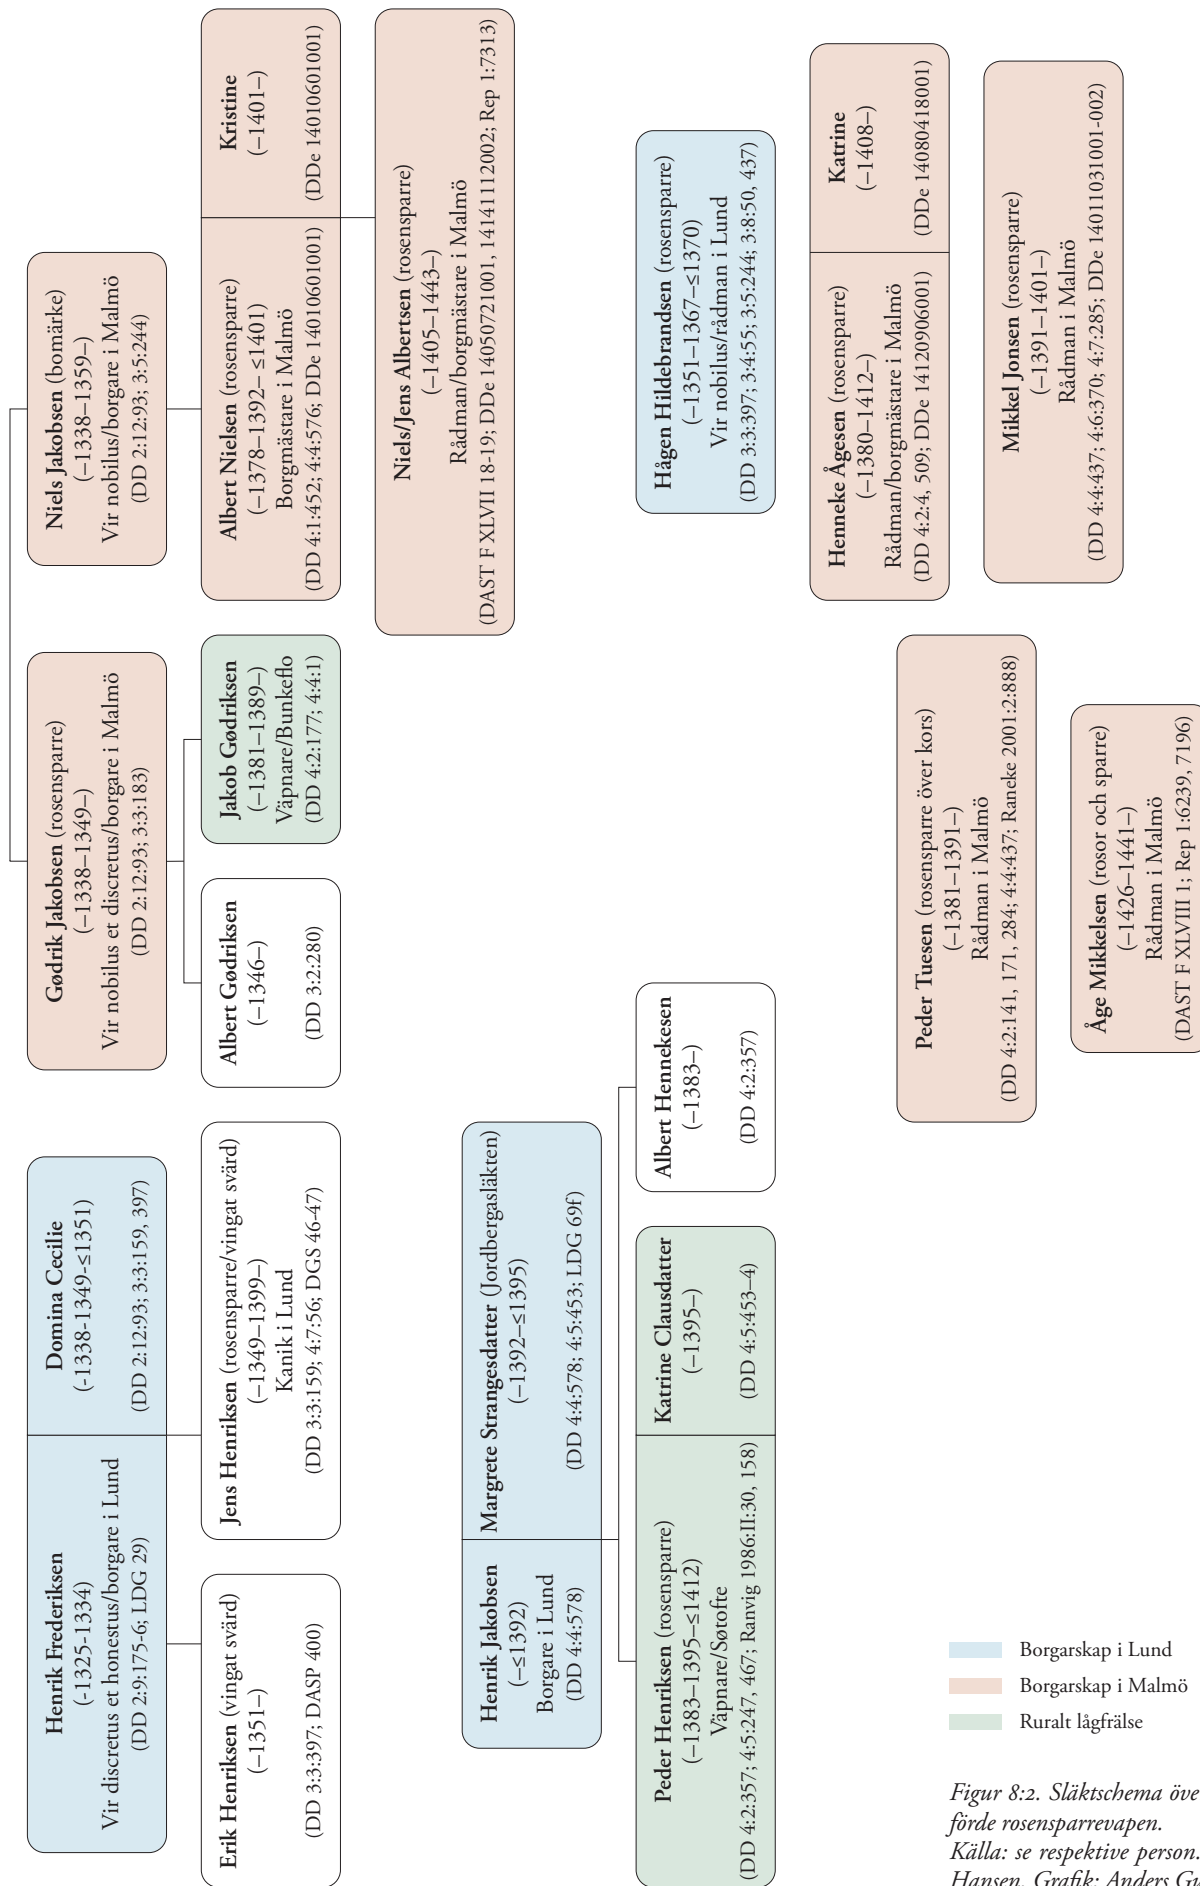 Henrik Frederiksen
(-1325-1334)
Vir discretus et honestus/borgare i Lund
(DD 2:9:175-6; LDG 29)
Domina Cecilie
(-1338-1349-≤1351)
(DD 2:12:93; 3:3:159, 397)
Erik Henriksen (vingat svärd)
(–1351–)
(DD 3:3:397; DASP 400)
Jens Henriksen (rosensparre/vingat svärd)
(–1349–1399–)
Kanik i Lund
(DD 3:3:159; 4:7:56; DGS 46-47)
Gødrik Jakobsen (rosensparre)
(–1338–1349–)
Vir nobilus et discretus/borgare i Malmö
(DD 2:12:93; 3:3:183)
Niels Jakobsen (bomärke)
(–1338–1359–)
Vir nobilus/borgare i Malmö
(DD 2:12:93; 3:5:244)
Albert Gødriksen
(–1346–)
(DD 3:2:280)
Jakob Gødriksen
(–1381–1389–)
Väpnare/Bunkeflo
(DD 4:2:177; 4:4:1)
Albert Nielsen (rosensparre)
(–1378–1392– ≤1401)
Borgmästare i Malmö
(DD 4:1:452; 4:4:576; DDe 14010601001)
Kristine
(–1401–)
(DDe 14010601001)
Niels/Jens Albertsen (rosensparre)
(–1405–1443–)
Rådman/borgmästare i Malmö
(DAST F XLVII 18-19; DDe 14050721001, 14141112002; Rep 1:7313)
Henrik Jakobsen
(–≤1392)
Borgare i Lund
(DD 4:4:578)
Margrete Strangesdatter (Jordbergasläkten)
(–1392–≤1395)
(DD 4:4:578; 4:5:453; LDG 69f)
Peder Henriksen (rosensparre)
(–1383–1395–≤1412)
Väpnare/Søtofte
(DD 4:2:357; 4:5:247, 467; Ranvig 1986:II:30, 158)
Katrine Clausdatter
(–1395–)
(DD 4:5:453–4)
Albert Hennekesen
(–1383–)
(DD 4:2:357)
Hågen Hildebrandsen (rosensparre)
(–1351–1367–≤1370)
Vir nobilus/rådman i Lund
(DD 3:3:397; 3:4:55; 3:5:244; 3:8:50, 437)
Henneke Ågesen (rosensparre)
(–1380–1412–)
Rådman/borgmästare i Malmö
(DD 4:2:4, 509; DDe 14120906001)
Katrine
(–1408–)
(DDe 14080418001)
Peder Tuesen (rosensparre över kors)
(–1381–1391–)
Rådman i Malmö
(DD 4:2:141, 171, 284; 4:4:437; Raneke 2001:2:888)
Mikkel Jonsen (rosensparre)
(–1391–1401–)
Rådman i Malmö
(DD 4:4:437; 4:6:370; 4:7:285; DDe 14011031001-002)
Åge Mikkelsen (rosor och sparre)
(–1426–1441–)
Rådman i Malmö
(DAST F XLVIII 1; Rep 1:6239, 7196)
Borgarskap i Lund
Borgarskap i Malmö
Ruralt lågfrälse
Figur 8:2. Släktschema öve
förde rosensparrevapen.
Källa: se respektive person.
Hansen. Grafik: Anders Gu